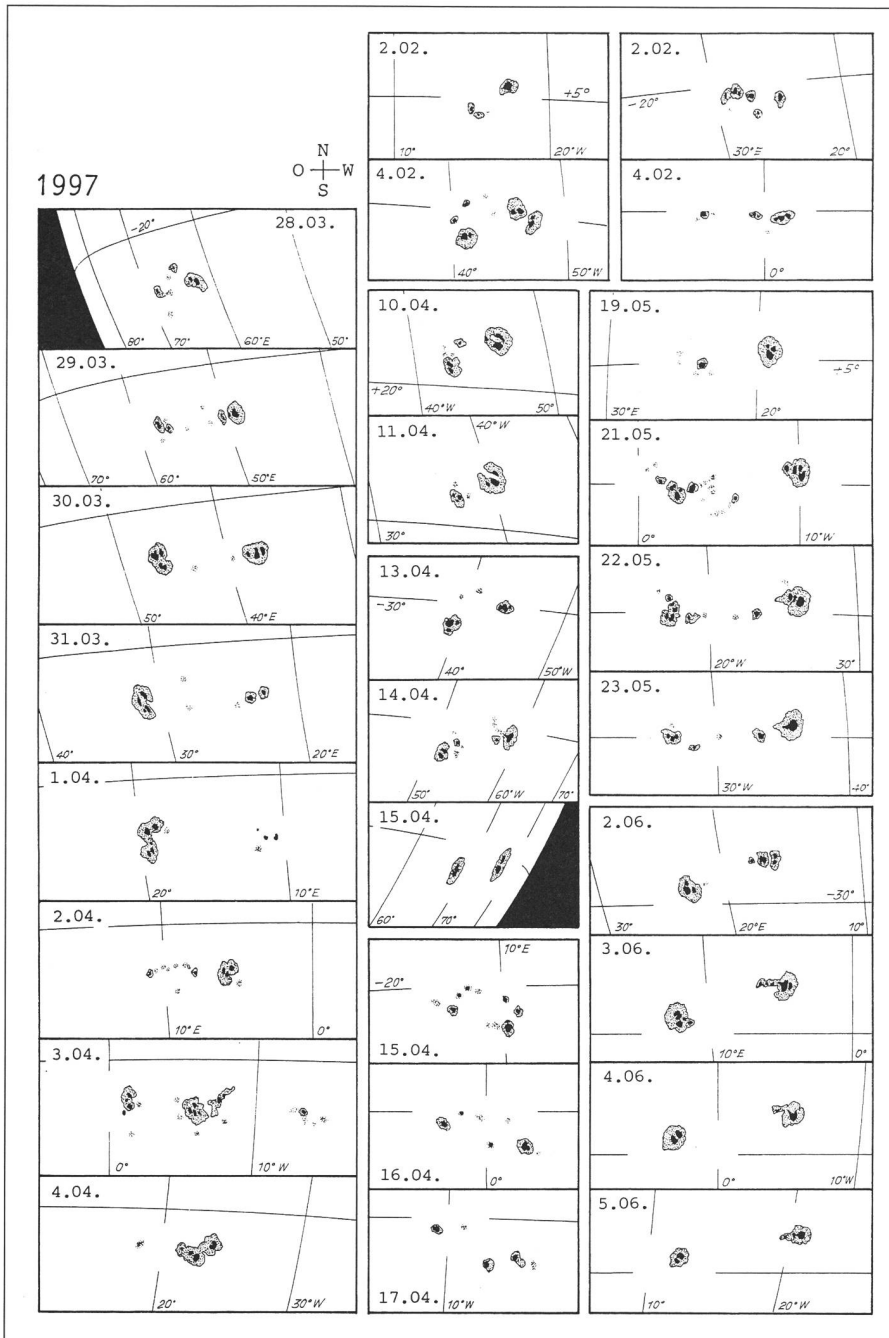 1997
N
O W
S
28.03.
-20°
80° 70° 60°E 50°
29.03.
70° 60° 50°E
30.03.
50° 40°E
31.03.
40° 30° 20°E
1.04.
20° 10°E
2.04.
10°E 0°
3.04.
0° 10°W
4.04.
20° 30°W
2.02.
+5°
10° 20°W
4.02.
40° 50°W
2.02.
-20°
30°E 20°
4.02.
0°
10.04.
+20°
40°W 50°
11.04.
40°W
30°
13.04.
-30°
40° 50°W
14.04.
50° 60°W 70°
15.04.
60° 70°
10°E
-20°
15.04.
16.04.
0°
17.04.
10°W
19.05.
+5°
30°E 20°
21.05.
0° 10°W
22.05.
20°W 30°
23.05.
30°W 40°
2.06.
-30°
30° 20°E 10°
3.06.
10°E 0°
4.06.
0° 10°W
5.06.
10° 20°W